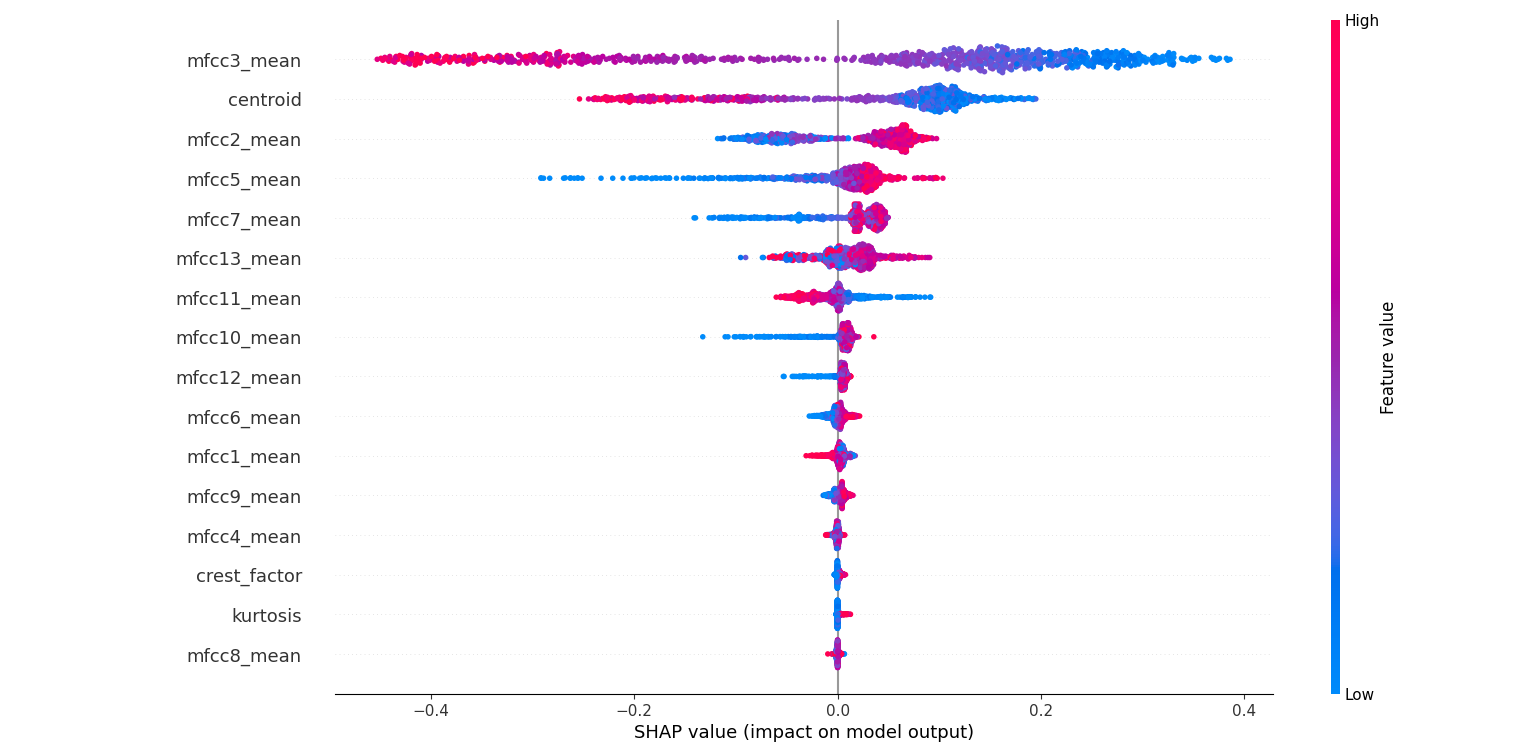 High
mfcc3_mean
centroid
mfcc2_mean
mfcc5_mean
mfcc7_mean
mfcc13_mean
mfcc11_mean
mfcc10_mean
mfcc12_mean
mfcc6_mean
mfcc1_mean
mfcc9_mean
mfcc4_mean
crest_factor
kurtosis
mfcc8_mean
Feature value
Low
−0.4 −0.2 0.0 0.2 0.4
SHAP value (impact on model output)